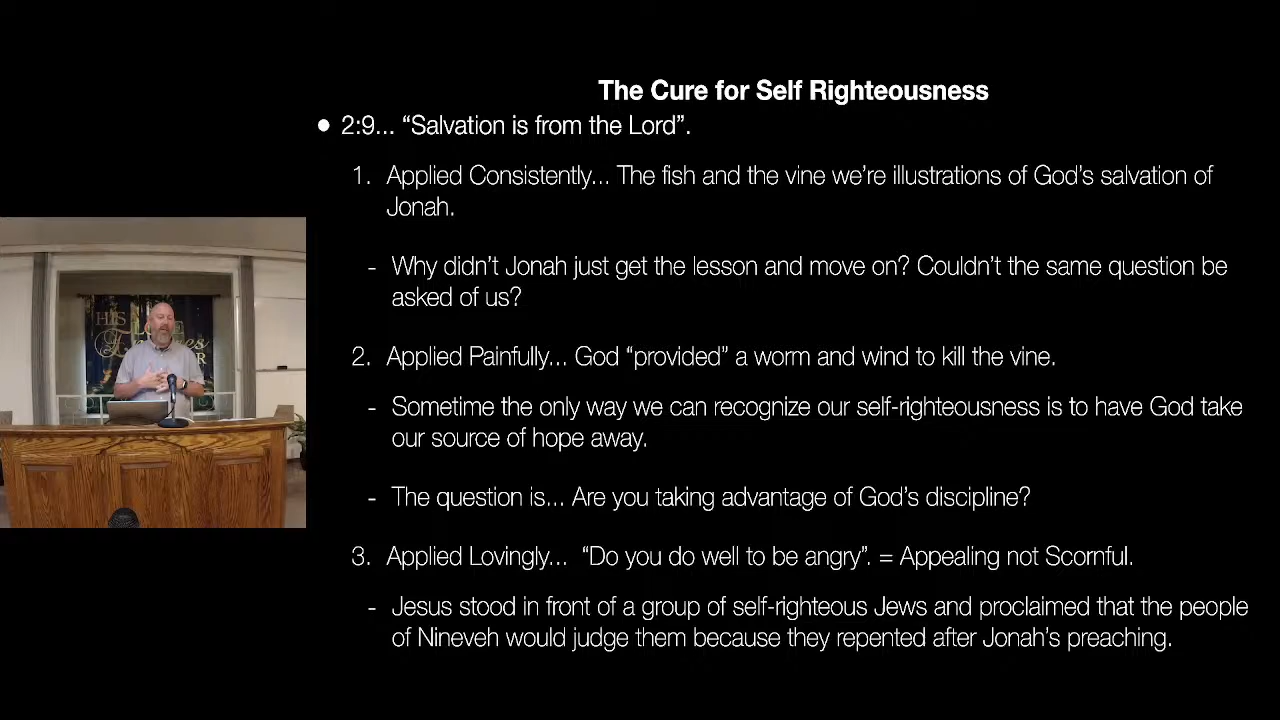 The Cure for Self Righteousness
• 2:9... “Salvation is from the Lord”.
1. Applied Consistently... The fish and the vine we’re illustrations of God’s salvation of
Jonah.
- Why didn’t Jonah just get the lesson and move on? Couldn’t the same question be
asked of us?
2. Applied Painfully... God “provided” a worm and wind to kill the vine.
- Sometime the only way we can recognize our self-righteousness is to have God take
our source of hope away.
- The question is... Are you taking advantage of God’s discipline?
3. Applied Lovingly... “Do you do well to be angry”. = Appealing not Scornful.
- Jesus stood in front of a group of self-righteous Jews and proclaimed that the people
of Nineveh would judge them because they repented after Jonah’s preaching.
HIS